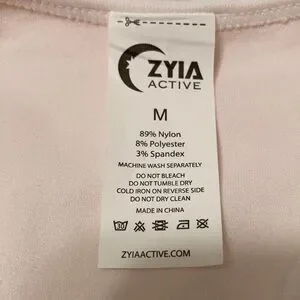 ZYIA
ACTIVE
M
89% Nylon
8% Polyester
3% Spandex
MACHINE WASH SEPARATELY
DO NOT BLEACH
DO NOT TUMBLE DRY
COLD IRON ON REVERSE SIDE
DO NOT DRY CLEAN
MADE IN CHINA
ZYIAACTIVE.COM